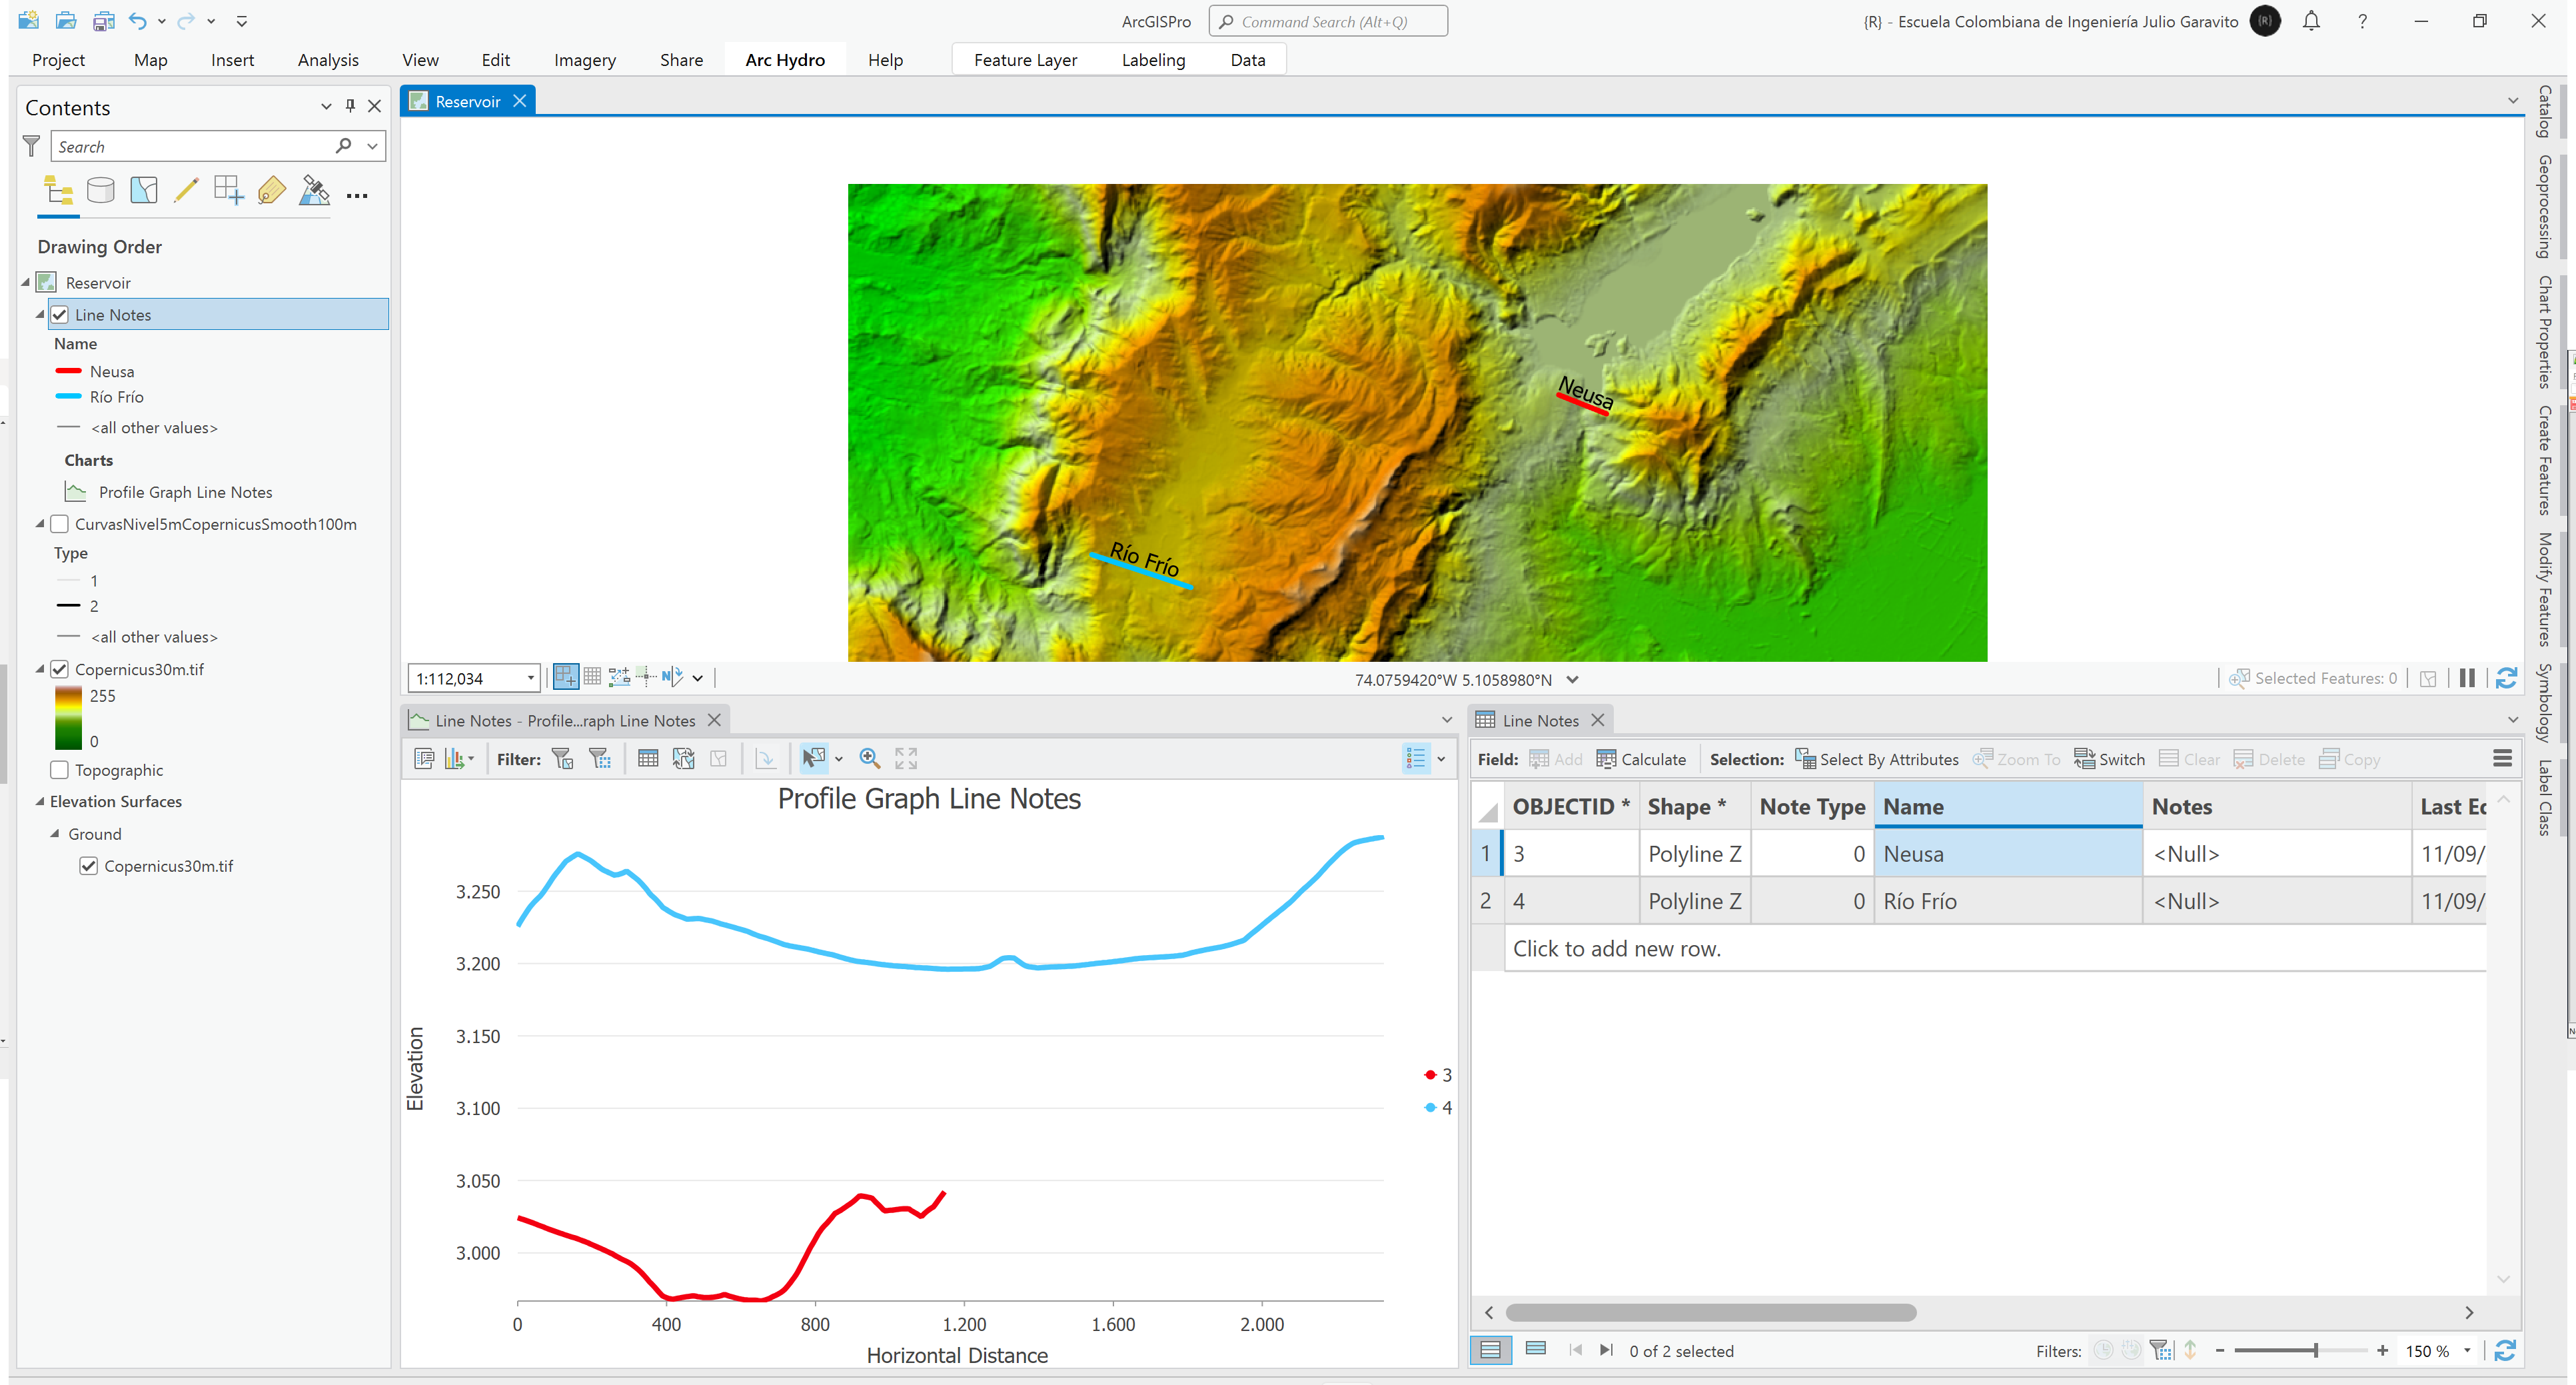 ArcGISPro
Command Search (Alt+Q)
{R} - Escuela Colombiana de Ingeniería Julio Garavito
{R}
?
Project
Map
Insert
Analysis
View
Edit
Imagery
Share
Arc Hydro
Help
Feature Layer
Labeling
Data
Contents
Search
Drawing Order
Reservoir
Line Notes
Name
Neusa
Río Frío
<all other values>
Charts
Profile Graph Line Notes
CurvasNivel5mCopernicusSmooth100m
Type
1
2
<all other values>
Copernicus30m.tif
255
0
Topographic
Elevation Surfaces
Ground
Copernicus30m.tif
Reservoir
Neusa
Río Frío
1:112,034
N
74.0759420°W 5.1058980°N
Selected Features: 0
Line Notes - Profile...raph Line Notes
Filter:
Profile Graph Line Notes
Elevation
3.250
3.200
3.150
3.100
3.050
3.000
0 400 800 1.200 1.600 2.000
Horizontal Distance
3
4
Line Notes
Field: Add Calculate Selection: Select By Attributes Zoom To Switch Clear Delete Copy
OBJECTID * Shape * Note Type Name Notes Last Ed
1 3 Polyline Z 0 Neusa <Null> 11/09/
2 4 Polyline Z 0 Río Frío <Null> 11/09/
Click to add new row.
0 of 2 selected
Filters:
- + 150 %
Catalog
Geoprocessing
Chart Properties
Create Features
Modify Features
Symbology
Label Class